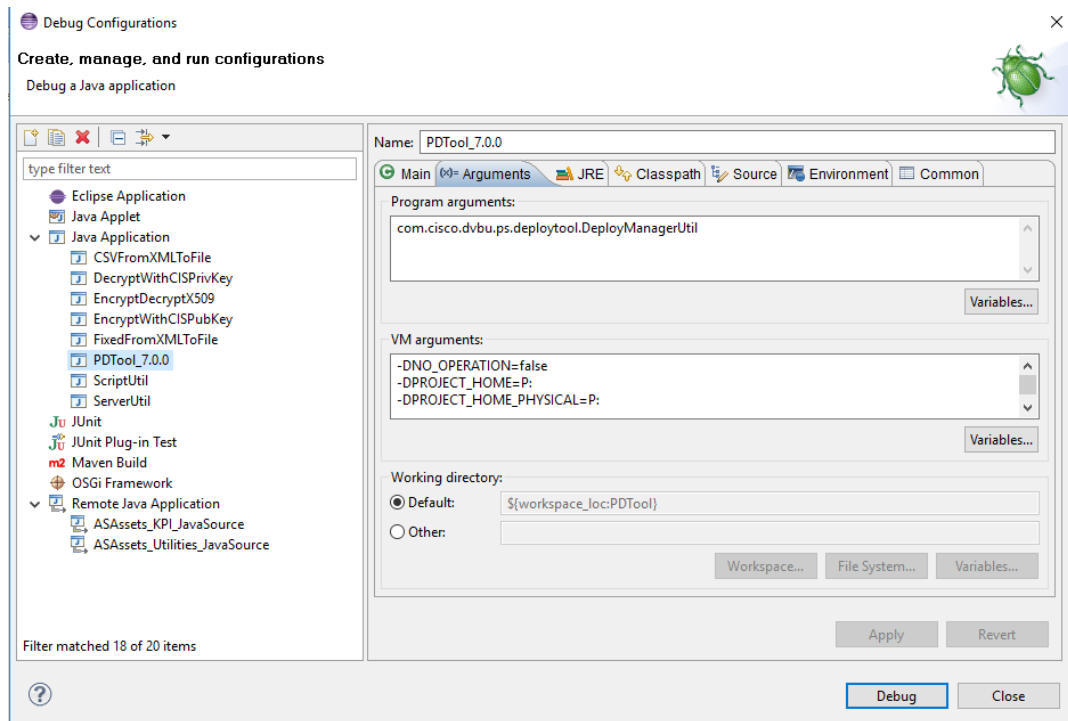 Debug Configurations
Create, manage, and run configurations
Debug a Java application
type filter text
Eclipse Application
Java Applet
Java Application
CSVFromXMLToFile
DecryptWithCISPrivKey
EncryptDecryptX509
EncryptWithCISPubKey
FixedFromXMLToFile
PDTool_7.0.0
ScriptUtil
ServerUtil
Ju JUnit
JUnit Plug-in Test
m2 Maven Build
OSGi Framework
Remote Java Application
ASAssets_KPI_JavaSource
ASAssets_Utilities_JavaSource
Filter matched 18 of 20 items
Name: PDTool_7.0.0
Main (x)= Arguments JRE Classpath Source Environment Common
Program arguments:
com.cisco.dvbu.ps.deploytool.DeployManagerUtil
Variables...
VM arguments:
-DNO_OPERATION=false
-DPROJECT_HOME=P:
-DPROJECT_HOME_PHYSICAL=P:
Variables...
Working directory:
Default: ${workspace_loc:PDTool}
Other:
Workspace... File System... Variables...
Apply Revert
Debug Close